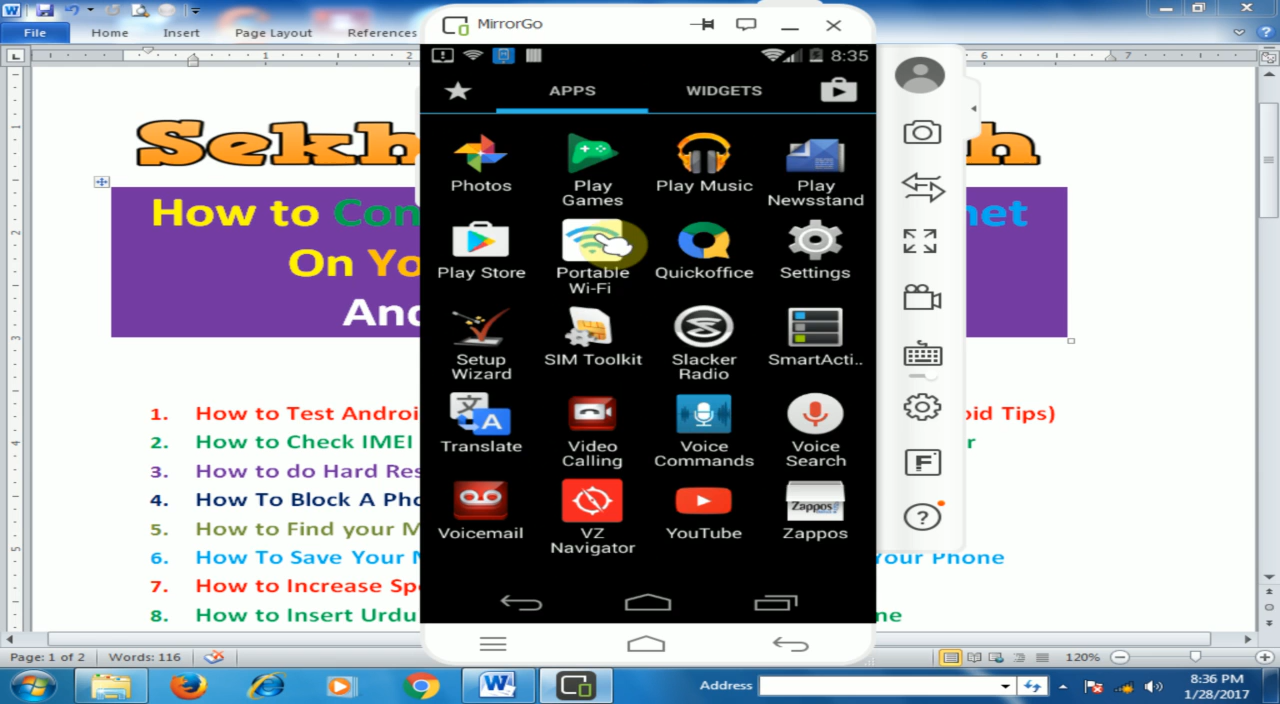 MirrorGo
File
Home
Insert
Page Layout
References
8:35
APPS
WIDGETS
Photos
Play Games
Play Music
Play Newsstand
Play Store
Portable Wi-Fi
Quickoffice
Settings
Setup Wizard
SIM Toolkit
Slacker Radio
SmartActi..
Translate
Video Calling
Voice Commands
Voice Search
Voicemail
VZ Navigator
YouTube
Zappos
Zappos
How to Con
net
On Yo
And
1. How to Test Androi
oid Tips)
2. How to Check IMEI
r
3. How to do Hard Res
4. How To Block A Pho
5. How to Find your M
6. How To Save Your N
Your Phone
7. How to Increase Spe
8. How to Insert Urdu
ne
Page: 1 of 2
Words: 116
120%
Address
8:36 PM
1/28/2017